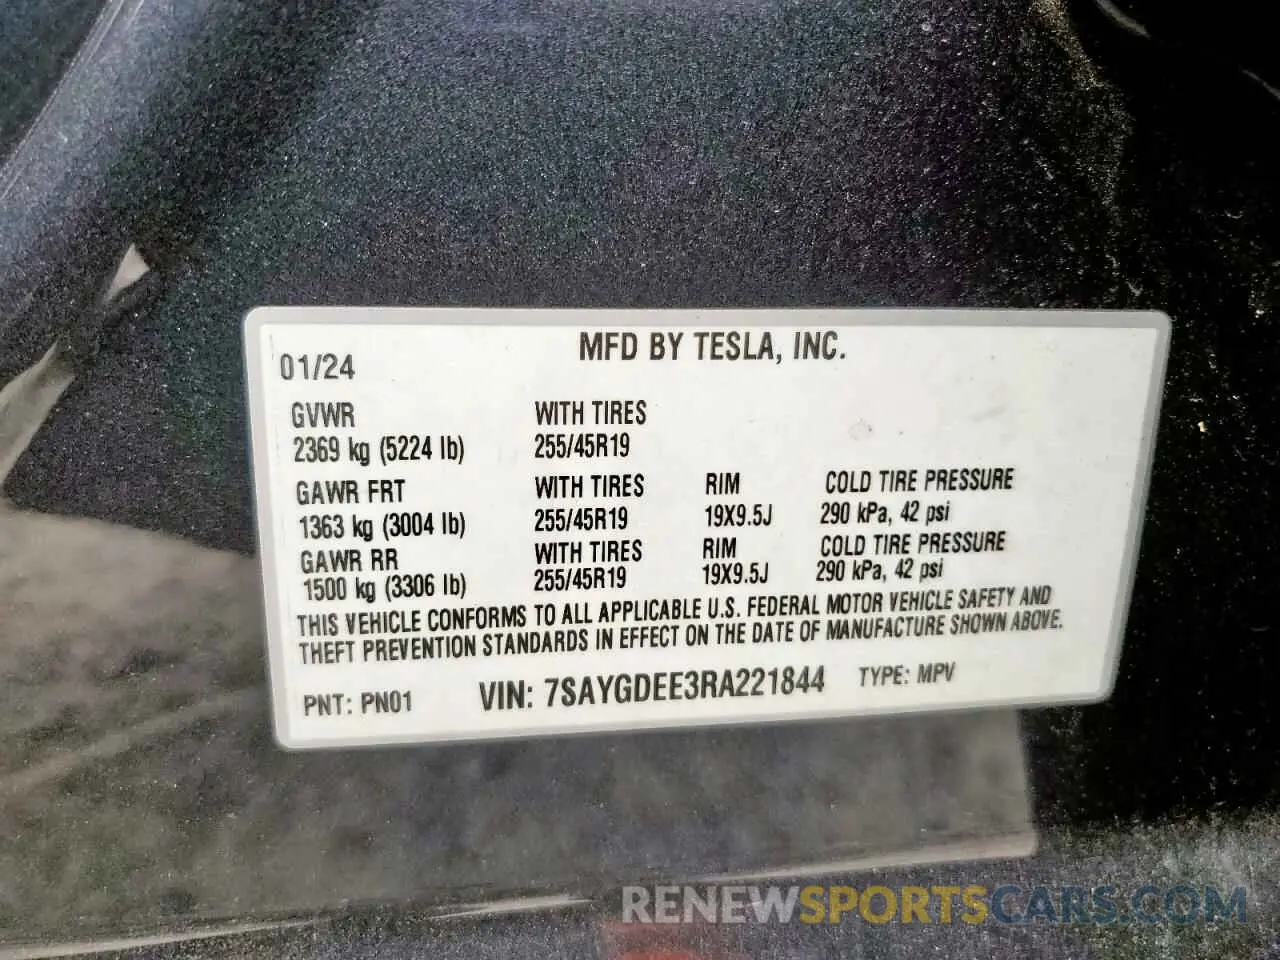 MFD BY TESLA, INC.
01/24
GVWR WITH TIRES
2369 kg (5224 lb) 255/45R19
GAWR FRT WITH TIRES RIM COLD TIRE PRESSURE
1363 kg (3004 lb) 255/45R19 19X9.5J 290 kPa, 42 psi
GAWR RR WITH TIRES RIM COLD TIRE PRESSURE
1500 kg (3306 lb) 255/45R19 19X9.5J 290 kPa, 42 psi
THIS VEHICLE CONFORMS TO ALL APPLICABLE U.S. FEDERAL MOTOR VEHICLE SAFETY AND
THEFT PREVENTION STANDARDS IN EFFECT ON THE DATE OF MANUFACTURE SHOWN ABOVE.
PNT: PN01 VIN: 7SAYGDEE3RA221844 TYPE: MPV
RENEWSPORTSCARS.COM